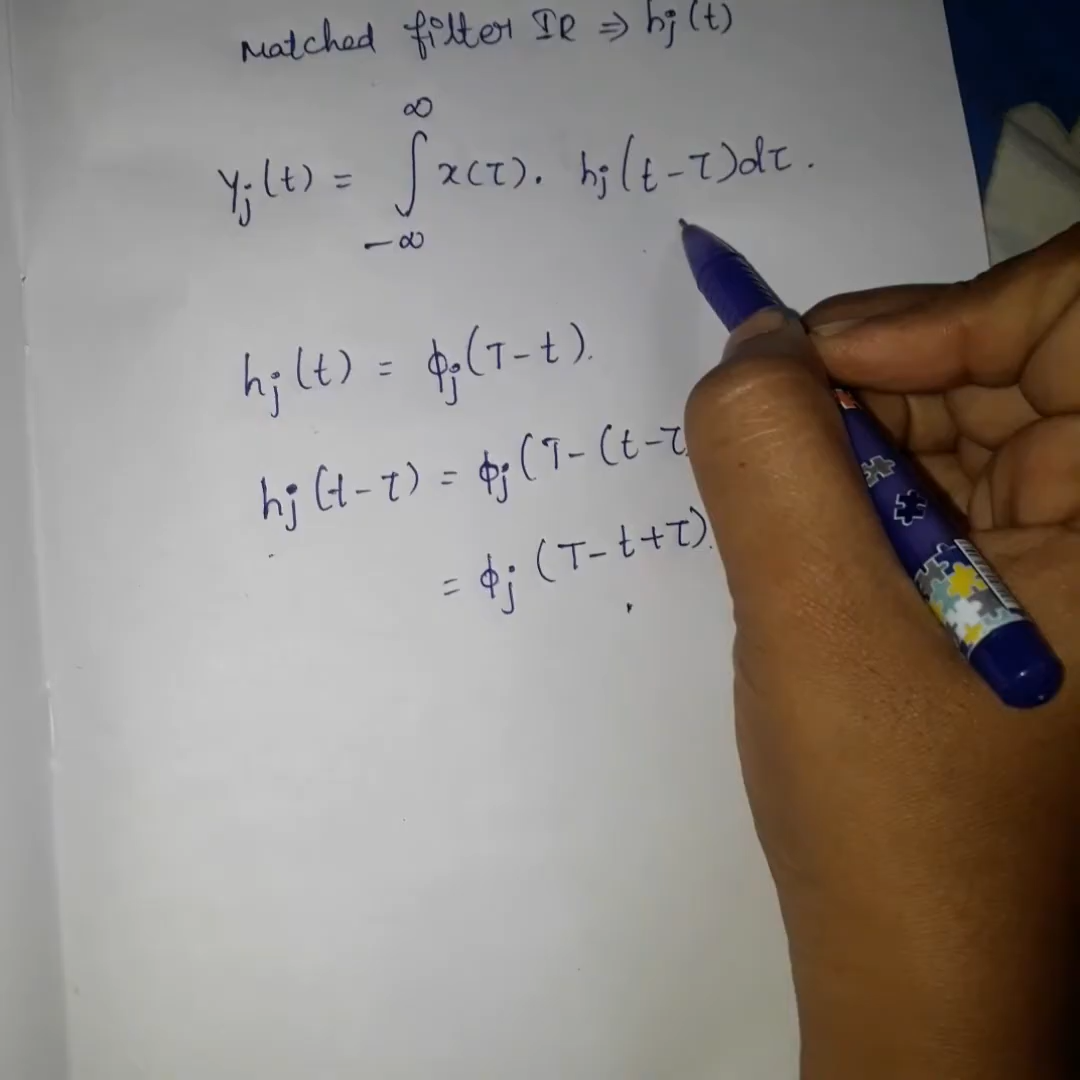 Matched filter IR ⇒ hj(t)
Yj(t) = ∫_{-∞}^{∞} x(τ). hj(t-τ)dτ.
hj(t) = ϕj(T-t).
hj(t-τ) = ϕj(T-(t-τ
= ϕj(T-t+τ).